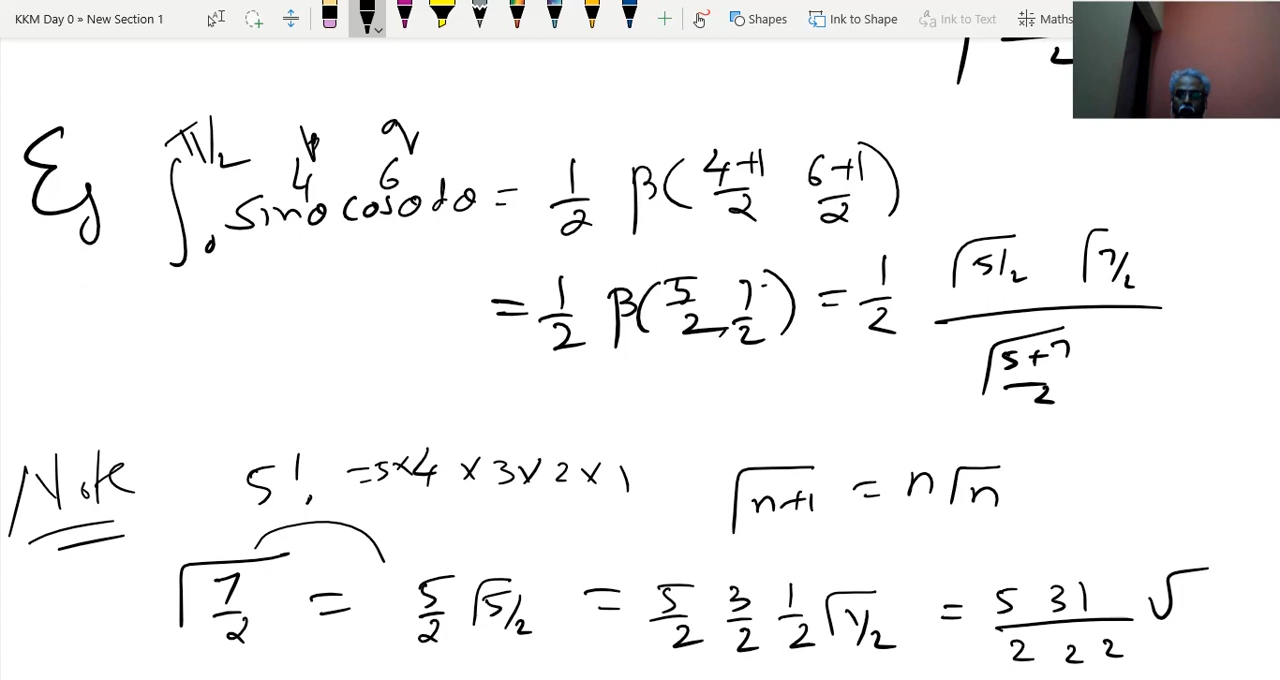 KKM Day 0 » New Section 1
Shapes Ink to Shape Ink to Text Maths
2
Eg ∫₀^π/2 sin⁴θ cos⁶θ dθ = 1/2 β(4+1/2 6+1/2)
p q
= 1/2 β(5/2, 7/2) = 1/2 Γ5/2 Γ7/2 / Γ5+7/2
Note 5! = 5×4 × 3 × 2 × 1 Γn+1 = nΓn
Γ7/2 = 5/2 Γ5/2 = 5/2 3/2 1/2 Γ1/2 = 5 3 1 / 2 2 2 √